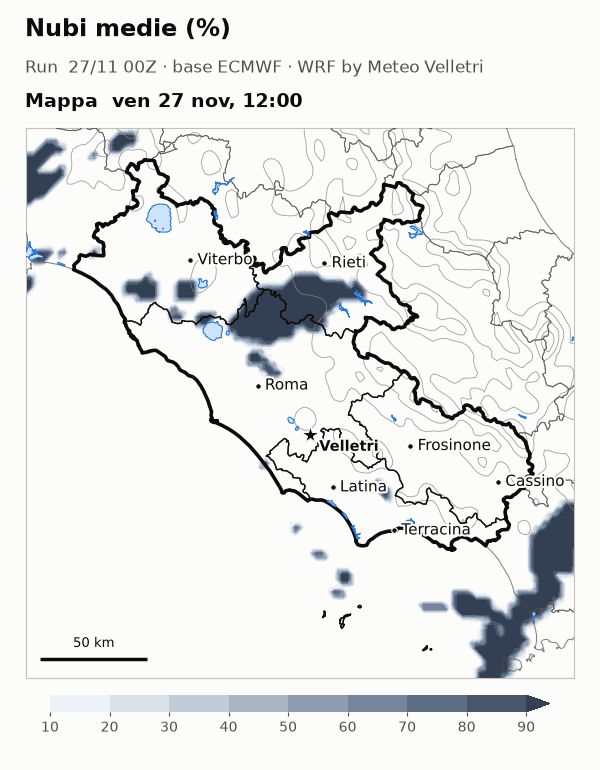 Nubi medie (%)
Run  27/11 00Z · base ECMWF · WRF by Meteo Velletri
Mappa  ven 27 nov, 12:00
Viterbo
Rieti
Roma
Velletri
Frosinone
Latina
Cassino
Terracina
50 km
10 20 30 40 50 60 70 80 90